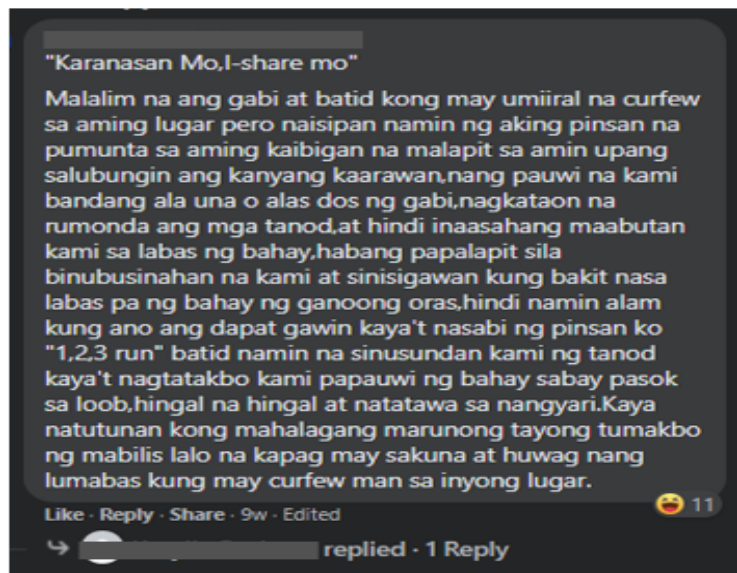 "Karanasan Mo,I-share mo"
Malalim na ang gabi at batid kong may umiiral na curfew
sa aming lugar pero naisipan namin ng aking pinsan na
pumunta sa aming kaibigan na malapit sa amin upang
salubungin ang kanyang kaarawan,nang pauwi na kami
bandang ala una o alas dos ng gabi,nagkataon na
rumonda ang mga tanod,at hindi inaasahang maabutan
kami sa labas ng bahay,habang papalapit sila
binubusinahan na kami at sinisigawan kung bakit nasa
labas pa ng bahay ng ganoong oras,hindi namin alam
kung ano ang dapat gawin kaya't nasabi ng pinsan ko
"1,2,3 run" batid namin na sinusundan kami ng tanod
kaya't nagtatakbo kami papauwi ng bahay sabay pasok
sa loob,hingal na hingal at natatawa sa nangyari.Kaya
natutunan kong mahalagang marunong tayong tumakbo
ng mabilis lalo na kapag may sakuna at huwag nang
lumabas kung may curfew man sa inyong lugar.
11
Like · Reply · Share · 9w · Edited
replied · 1 Reply